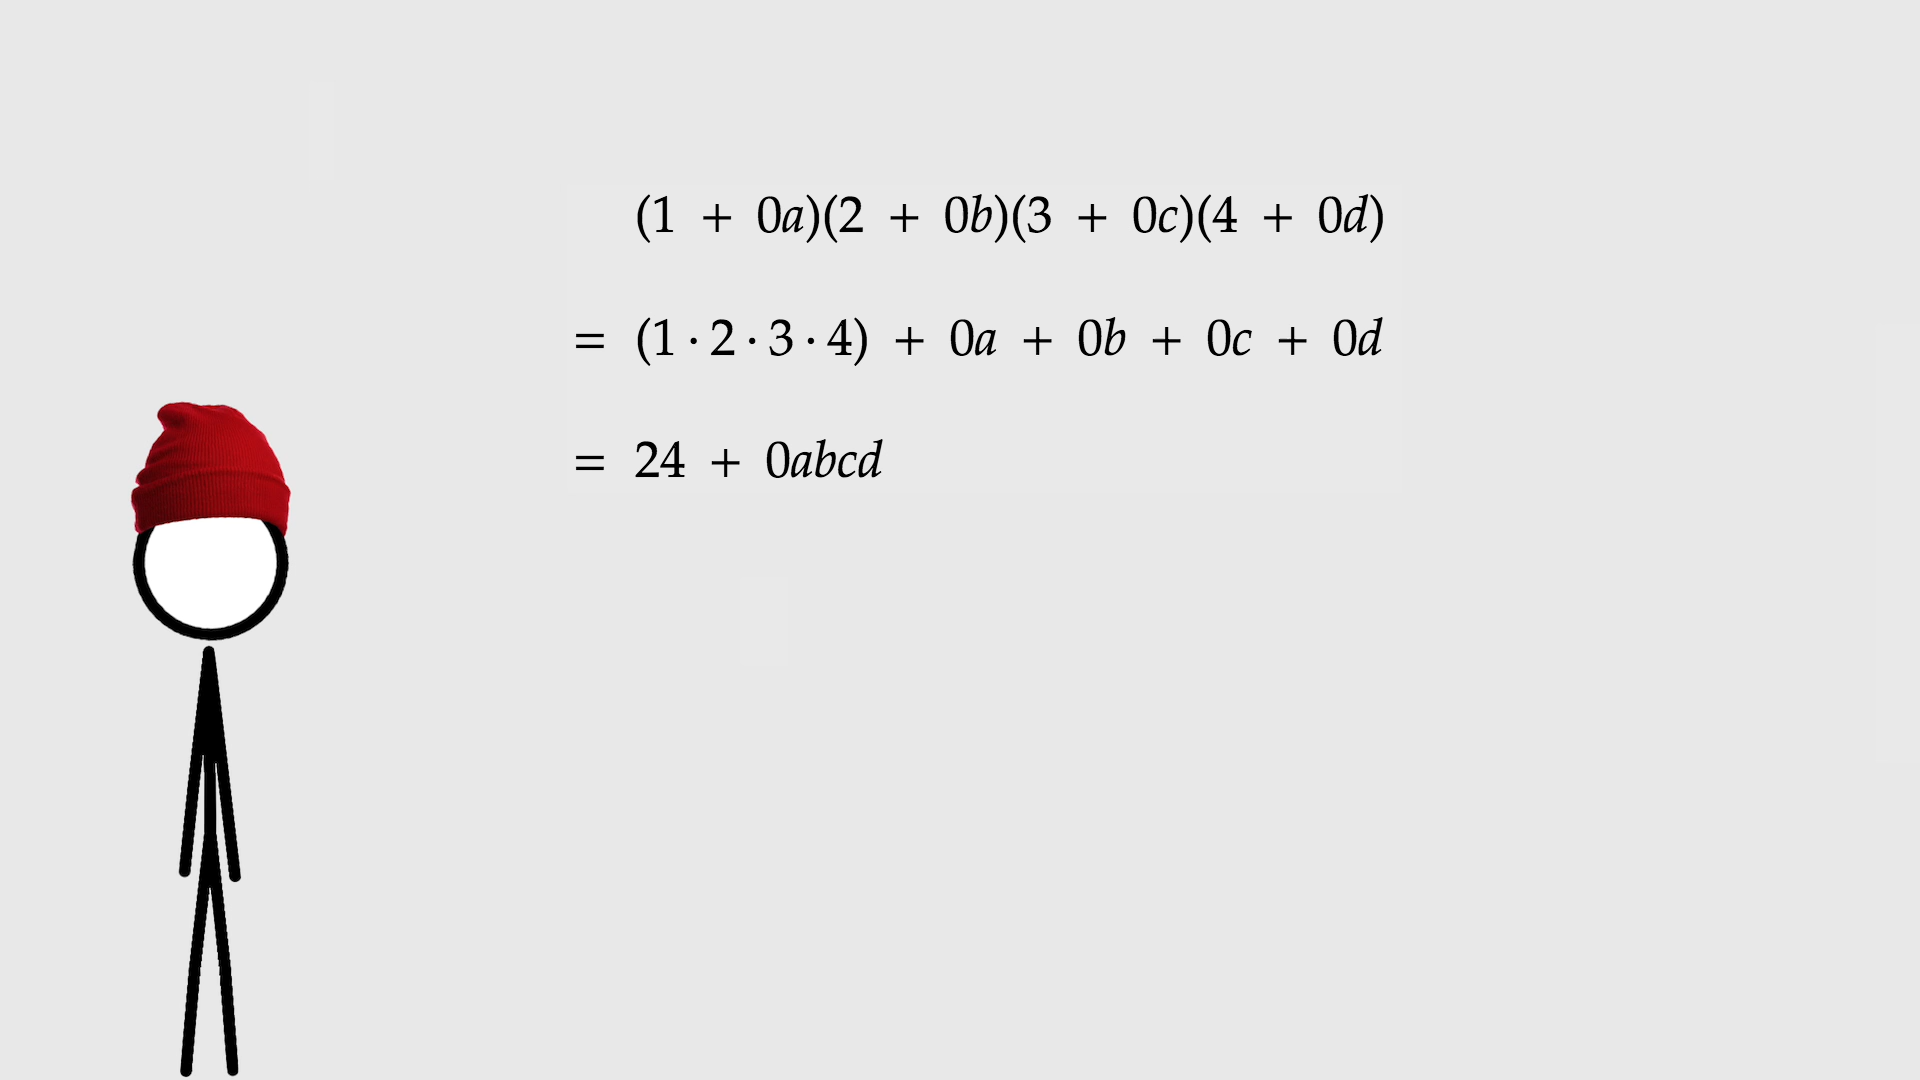 (1 + 0a)(2 + 0b)(3 + 0c)(4 + 0d)
= (1 · 2 · 3 · 4) + 0a + 0b + 0c + 0d
= 24 + 0abcd